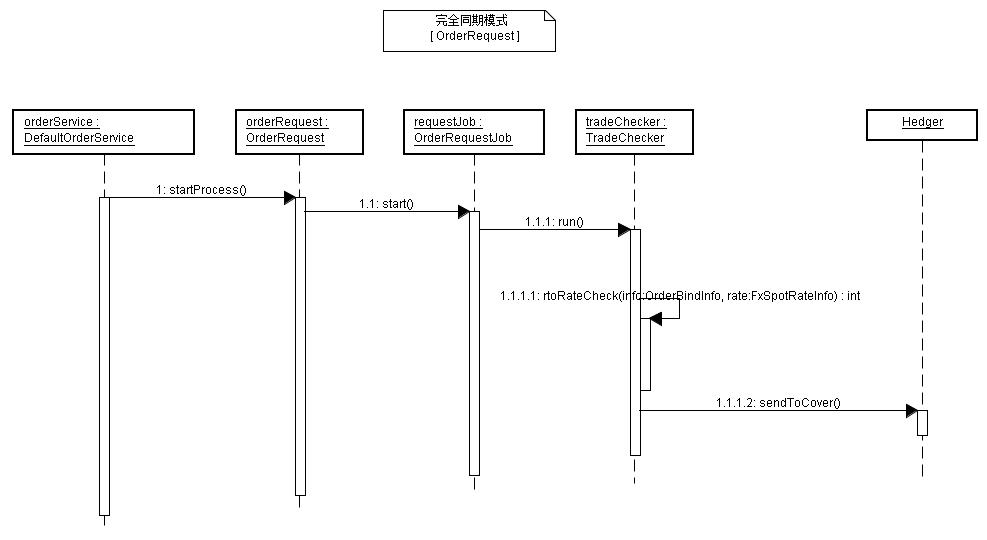 完全同期模式
[ OrderRequest ]
orderService :
DefaultOrderService
orderRequest :
OrderRequest
requestJob :
OrderRequestJob
tradeChecker :
TradeChecker
Hedger
1: startProcess()
1.1: start()
1.1.1: run()
1.1.1.1: rtoRateCheck(info:OrderBindInfo, rate:FxSpotRateInfo) : int
1.1.1.2: sendToCover()